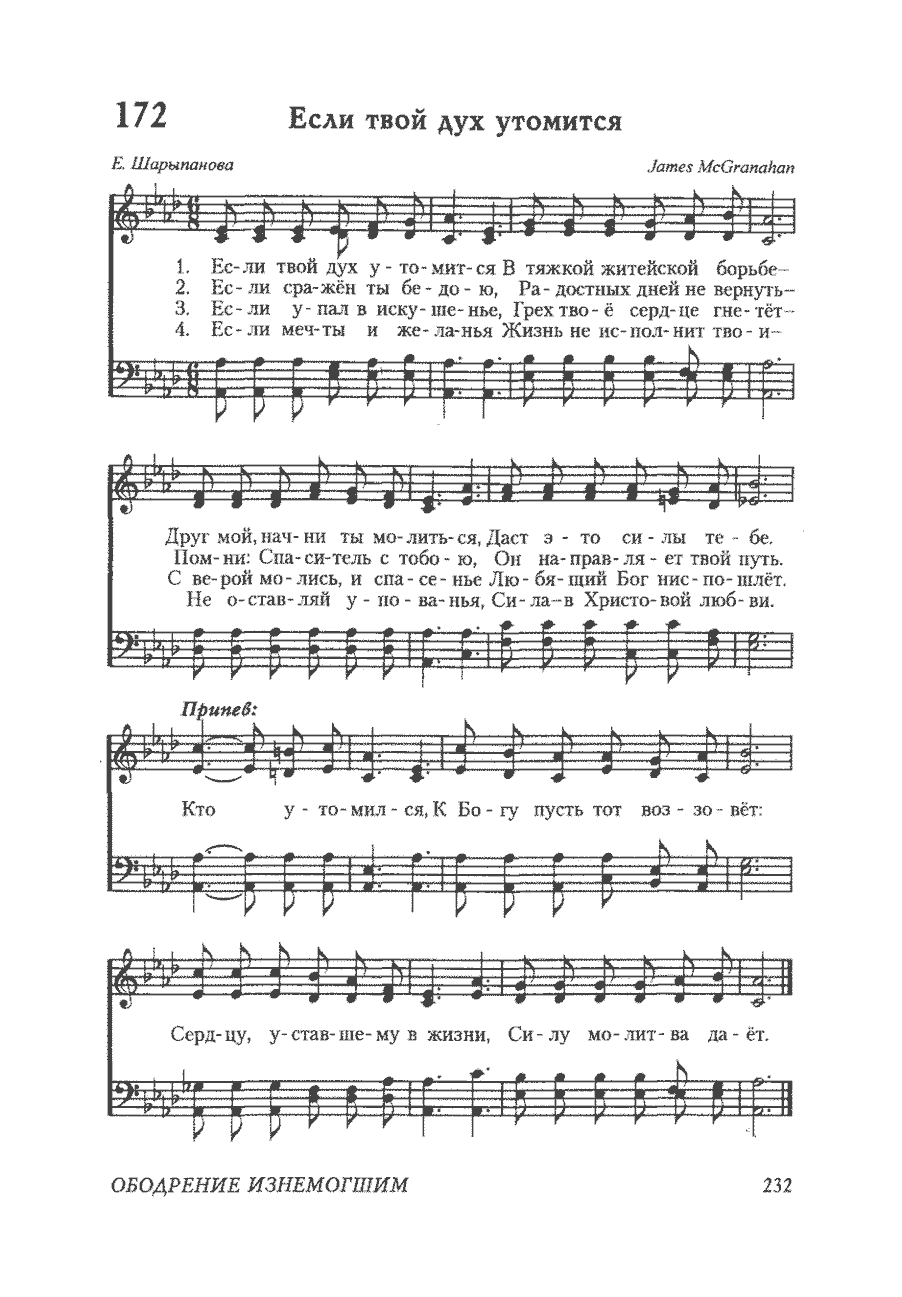 172
Если твой дух утомится
Е. Шарыпанова
James McGranahan
1. Ес-ли твой дух у - то-мит-ся В тяжкой житейской борьбе–
2. Ес- ли сра-жён ты бе - до - ю, Ра- достных дней не вернуть–
3. Ес- ли у- пал в иску- ше- нье, Грех тво- ё серд-це гне-тёт–
4. Ес- ли меч-ты и же- ла-нья Жизнь не ис- пол- нит тво - и–
Друг мой, нач- ни ты мо-лить-ся, Даст э - то си - лы те - бе.
Пом- ни: Спа-си-тель с тобо - ю, Он на- прав- ля - ет твой путь.
С ве-рой мо- лись, и спа- се- нье Лю- бя- щий Бог нис- по- шлёт.
Не о-став- ляй у - по - ва-нья, Си- ла–в Христо-вой люб- ви.
Припев:
Кто у - то-мил - ся, К Бо - гу пусть тот воз - зо - вёт:
Серд-цу, у-став-ше-му в жизни, Си - лу мо- лит- ва да - ёт.
ОБОДРЕНИЕ ИЗНЕМОГШИМ
232